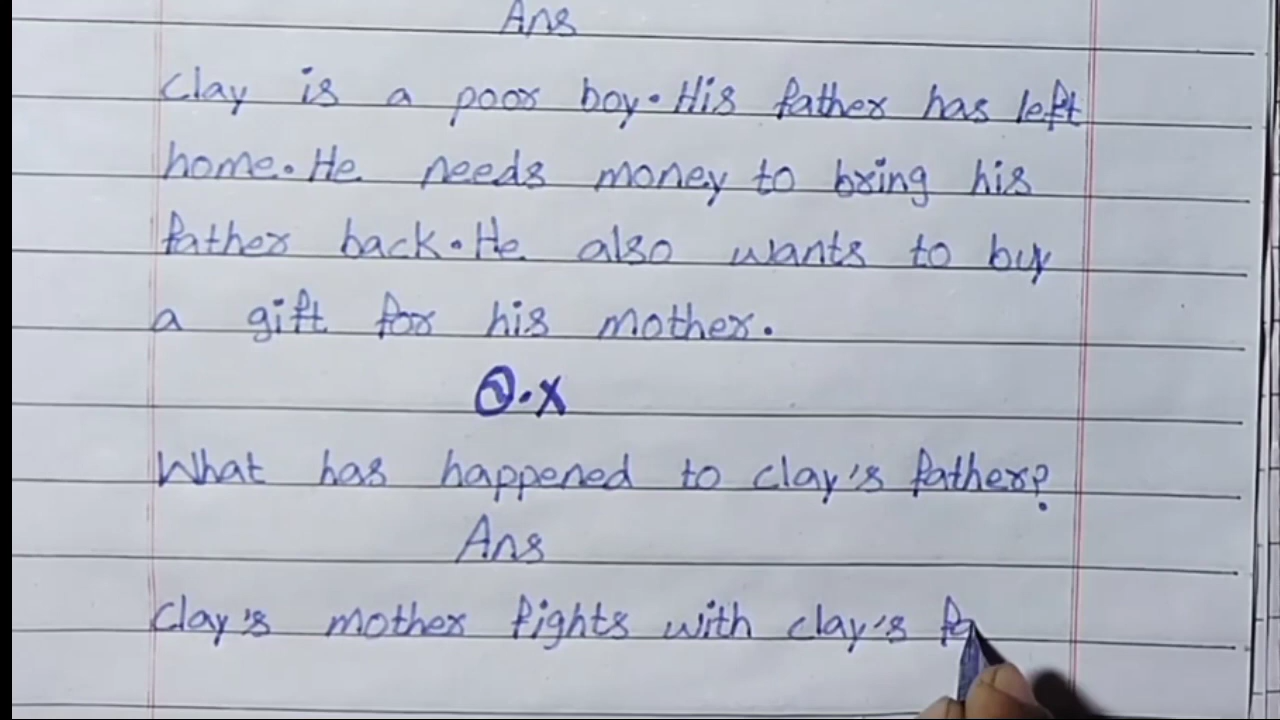 Ans
Clay is a poor boy. His father has left
home. He needs money to bring his
father back. He also wants to buy
a gift for his mother.
Q.X
What has happened to Clay's father?
Ans
Clay's mother fights with clay's fa